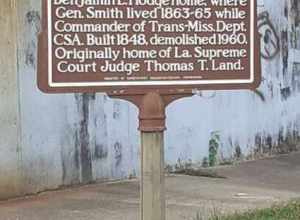 Benjamin L. Hodge home, where
Gen. Smith lived 1863-65 while
Commander of Trans-Miss. Dept.
CSA. Built 1848, demolished 1960.
Originally home of La. Supreme
Court Judge Thomas T. Land.